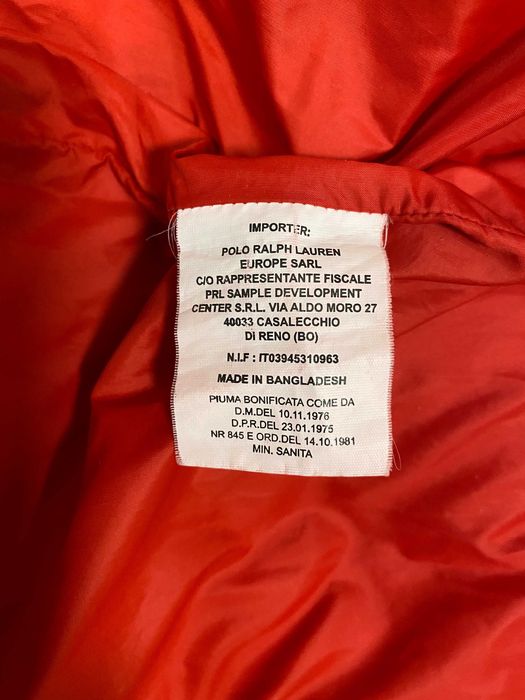 IMPORTER:
POLO RALPH LAUREN
EUROPE SARL
C/O RAPPRESENTANTE FISCALE
PRL SAMPLE DEVELOPMENT
CENTER S.R.L. VIA ALDO MORO 27
40033 CASALECCHIO
Dì RENO (BO)
N.I.F : IT03945310963
MADE IN BANGLADESH
PIUMA BONIFICATA COME DA
D.M.DEL 10.11.1976
D.P.R.DEL 23.01.1975
NR 845 E ORD.DEL 14.10.1981
MIN. SANITA